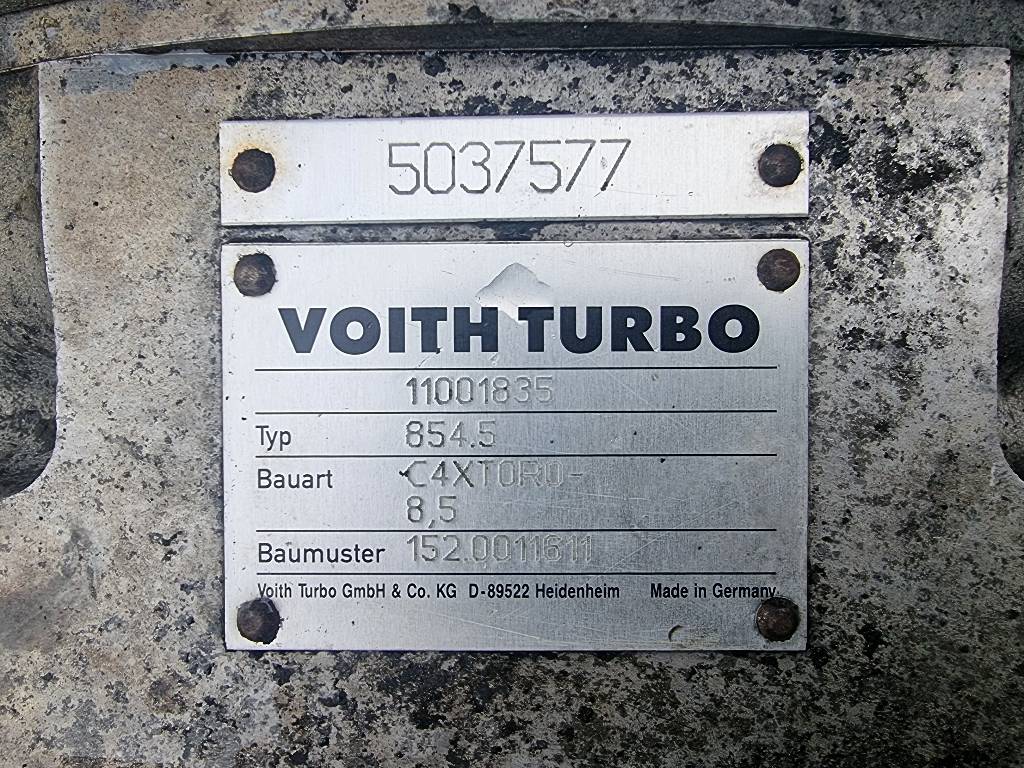 5037577
VOITH TURBO
11001835
Typ 854.5
Bauart C4XTORO-
8,5
Baumuster 152.0011611
Voith Turbo GmbH & Co. KG D-89522 Heidenheim Made in Germany